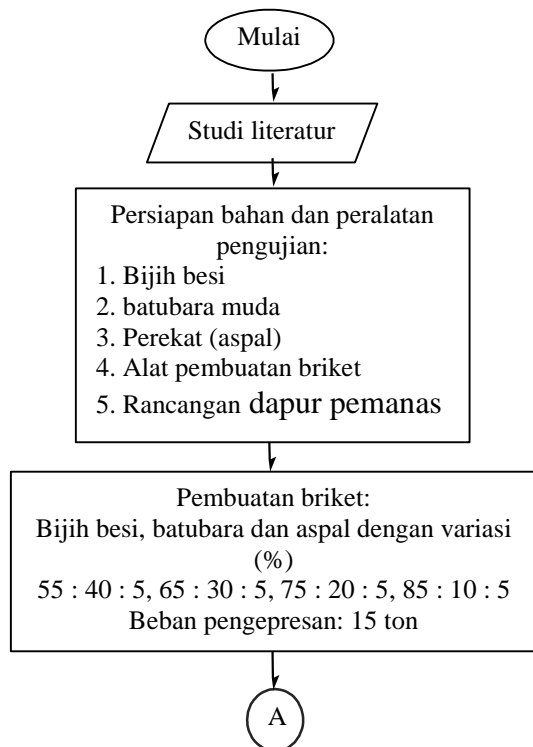 Mulai
Studi literatur
Persiapan bahan dan peralatan
pengujian:
1. Bijih besi
2. batubara muda
3. Perekat (aspal)
4. Alat pembuatan briket
5. Rancangan dapur pemanas
Pembuatan briket:
Bijih besi, batubara dan aspal dengan variasi
(%)
55 : 40 : 5, 65 : 30 : 5, 75 : 20 : 5, 85 : 10 : 5
Beban pengepresan: 15 ton
A